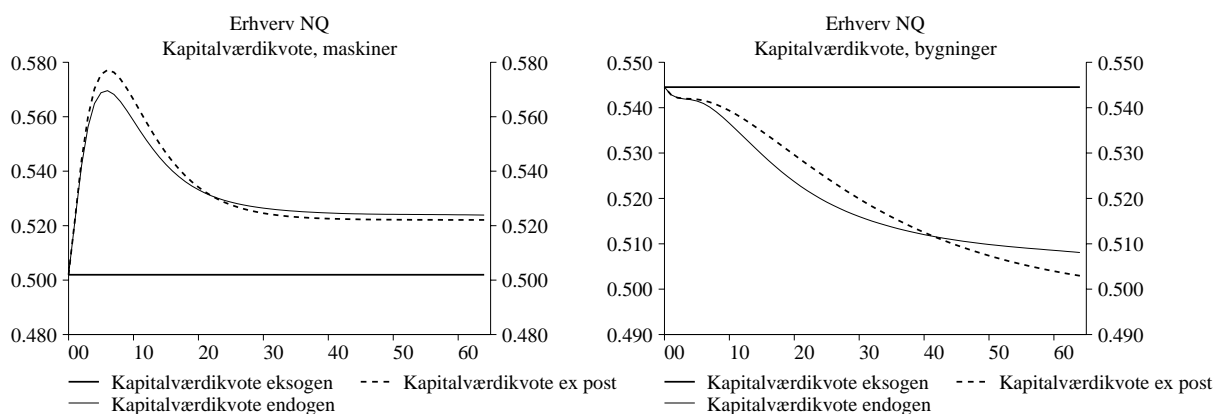 Erhverv NQ
Kapitalværdikvote, maskiner
0.580 0.580
0.560 0.560
0.540 0.540
0.520 0.520
0.500 0.500
0.480 0.480
00 10 20 30 40 50 60
Kapitalværdikvote eksogen Kapitalværdikvote ex post
Kapitalværdikvote endogen
Erhverv NQ
Kapitalværdikvote, bygninger
0.550 0.550
0.540 0.540
0.530 0.530
0.520 0.520
0.510 0.510
0.500 0.500
0.490 0.490
00 10 20 30 40 50 60
Kapitalværdikvote eksogen Kapitalværdikvote ex post
Kapitalværdikvote endogen